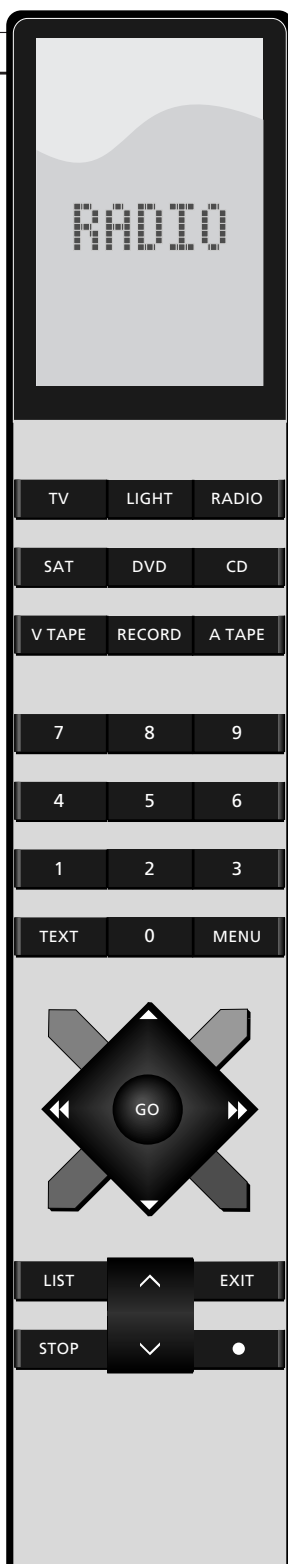 RADIO
TV LIGHT RADIO
SAT DVD CD
V TAPE RECORD A TAPE
7 8 9
4 5 6
1 2 3
TEXT 0 MENU
GO
LIST EXIT
STOP